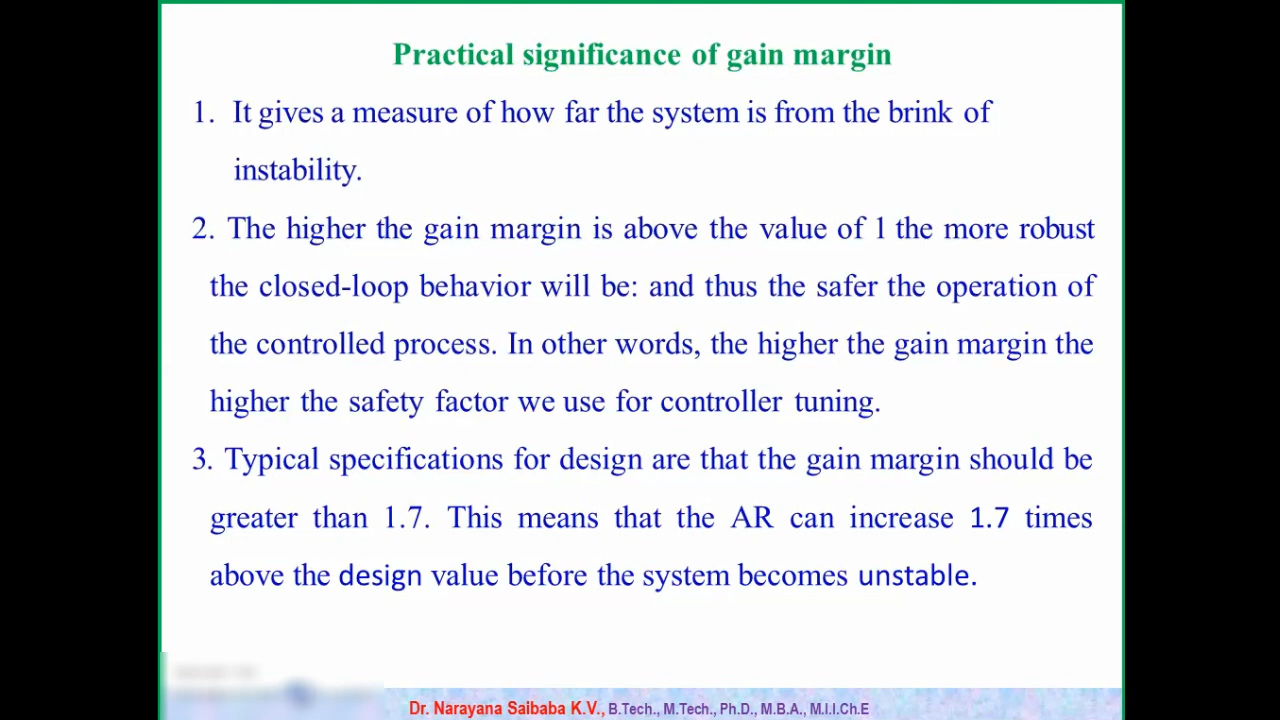 Practical significance of gain margin
1. It gives a measure of how far the system is from the brink of
instability.
2. The higher the gain margin is above the value of 1 the more robust
the closed-loop behavior will be: and thus the safer the operation of
the controlled process. In other words, the higher the gain margin the
higher the safety factor we use for controller tuning.
3. Typical specifications for design are that the gain margin should be
greater than 1.7. This means that the AR can increase 1.7 times
above the design value before the system becomes unstable.
Dr. Narayana Saibaba K.V., B.Tech., M.Tech., Ph.D., M.B.A., M.I.I.Ch.E